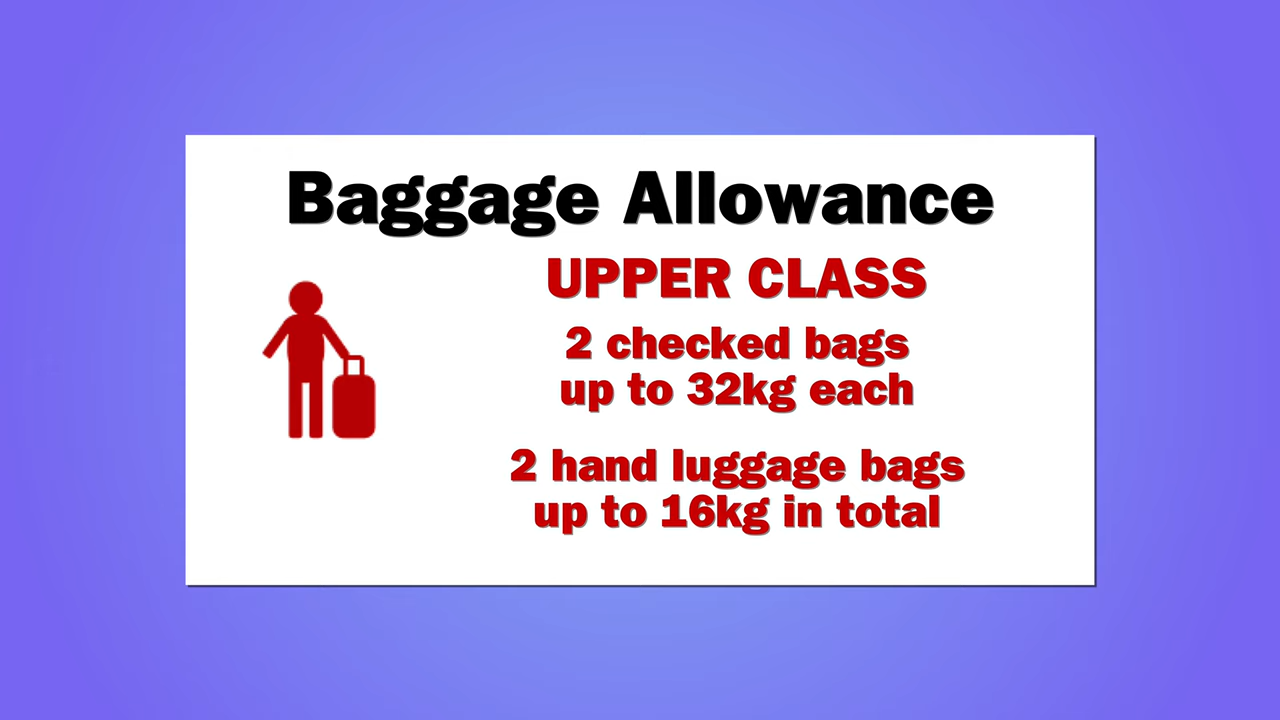 Baggage Allowance
UPPER CLASS
2 checked bags
up to 32kg each
2 hand luggage bags
up to 16kg in total